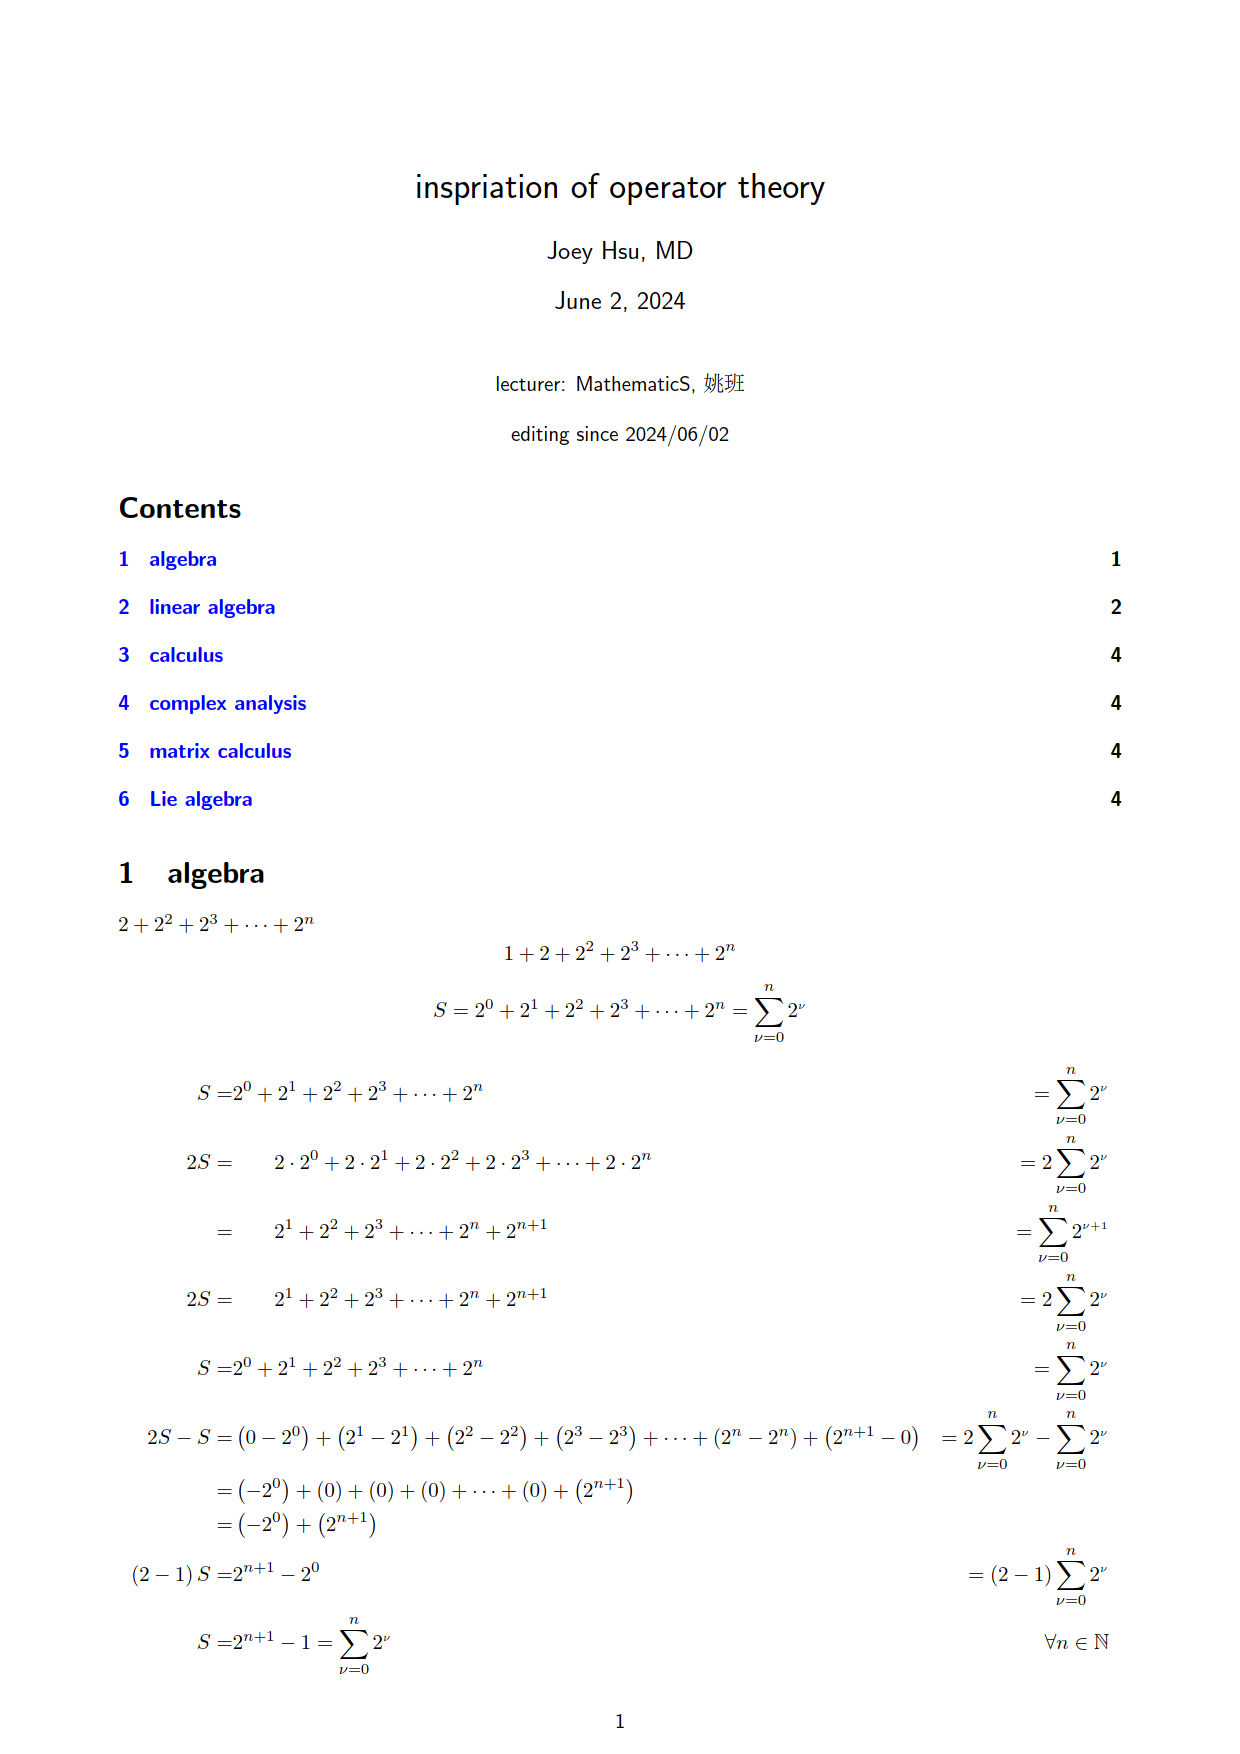 inspriation of operator theory
Joey Hsu, MD
June 2, 2024
lecturer: MathematicS, 姚班
editing since 2024/06/02
Contents
1 algebra 1
2 linear algebra 2
3 calculus 4
4 complex analysis 4
5 matrix calculus 4
6 Lie algebra 4
1 algebra
$2 + 2^2 + 2^3 + \cdots + 2^n$
$1 + 2 + 2^2 + 2^3 + \cdots + 2^n$
$S = 2^0 + 2^1 + 2^2 + 2^3 + \cdots + 2^n = \sum_{\nu=0}^{n} 2^\nu$
$S = 2^0 + 2^1 + 2^2 + 2^3 + \cdots + 2^n = \sum_{\nu=0}^{n} 2^\nu$
$2S = 2 \cdot 2^0 + 2 \cdot 2^1 + 2 \cdot 2^2 + 2 \cdot 2^3 + \cdots + 2 \cdot 2^n = 2 \sum_{\nu=0}^{n} 2^\nu$
$= 2^1 + 2^2 + 2^3 + \cdots + 2^n + 2^{n+1} = \sum_{\nu=0}^{n} 2^{\nu+1}$
$2S = 2^1 + 2^2 + 2^3 + \cdots + 2^n + 2^{n+1} = 2 \sum_{\nu=0}^{n} 2^\nu$
$S = 2^0 + 2^1 + 2^2 + 2^3 + \cdots + 2^n = \sum_{\nu=0}^{n} 2^\nu$
$2S - S = (0 - 2^0) + (2^1 - 2^1) + (2^2 - 2^2) + (2^3 - 2^3) + \cdots + (2^n - 2^n) + (2^{n+1} - 0) = 2 \sum_{\nu=0}^{n} 2^\nu - \sum_{\nu=0}^{n} 2^\nu$
$= (-2^0) + (0) + (0) + (0) + \cdots + (0) + (2^{n+1})$
$= (-2^0) + (2^{n+1})$
$(2 - 1) S = 2^{n+1} - 2^0 = (2 - 1) \sum_{\nu=0}^{n} 2^\nu$
$S = 2^{n+1} - 1 = \sum_{\nu=0}^{n} 2^\nu \quad \forall n \in \mathbb{N}$
1